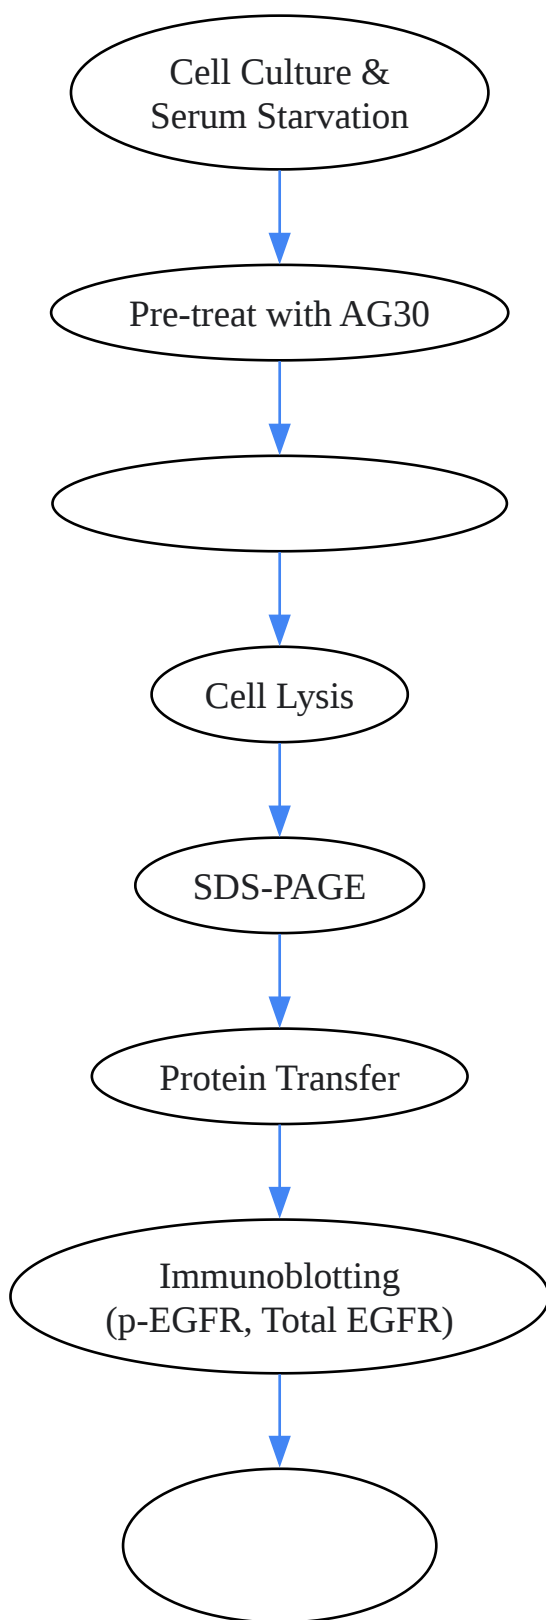 Cell Culture &
Serum Starvation
Pre-treat with AG30
Cell Lysis
SDS-PAGE
Protein Transfer
Immunoblotting
(p-EGFR, Total EGFR)